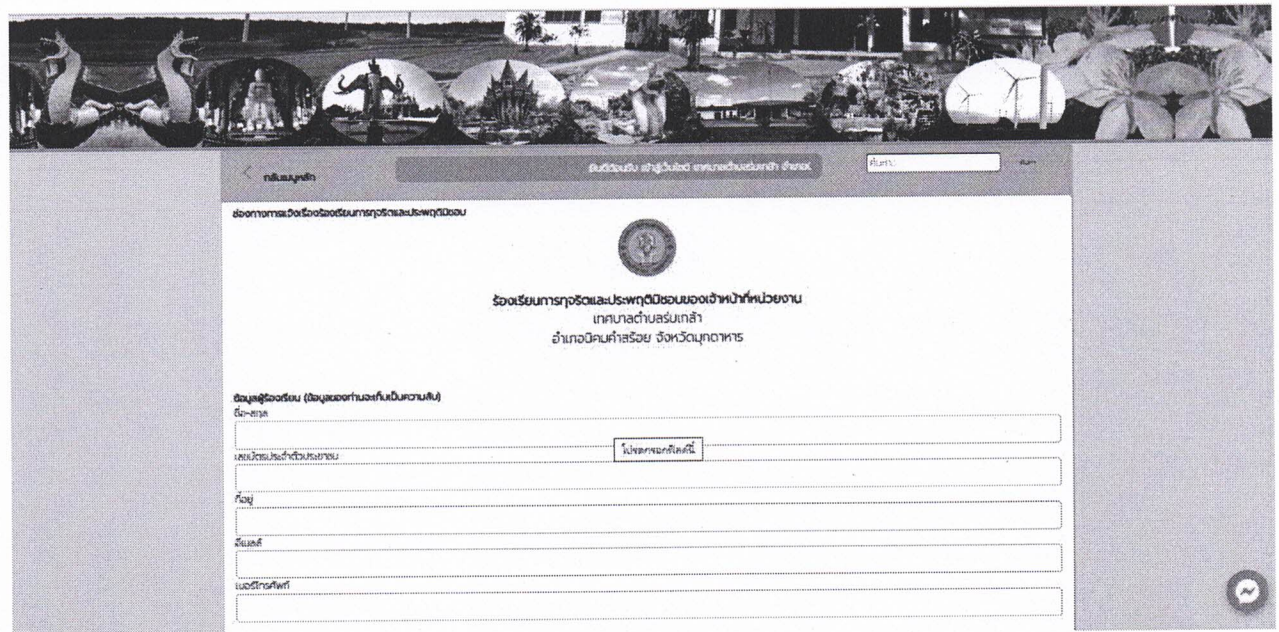 กลับเมนูหลัก
ยินดีต้อนรับ เข้าสู่เว็บไซต์ เทศบาลตำบลร่มเกล้า อำเภอ
ค้นหา..
ค้นหา
ช่องทางการแจ้งเรื่องร้องเรียนการทุจริตและประพฤติมิชอบ
ร้องเรียนการทุจริตและประพฤติมิชอบของเจ้าหน้าที่หน่วยงาน
เทศบาลตำบลร่มเกล้า
อำเภอนิคมคำสร้อย จังหวัดมุกดาหาร
ข้อมูลผู้ร้องเรียน (ข้อมูลของท่านจะเก็บเป็นความลับ)
ชื่อ-สกุล
โปรดกรอกฟิลด์นี้
เลขบัตรประจำตัวประชาชน
ที่อยู่
อีเมลล์
เบอร์โทรศัพท์